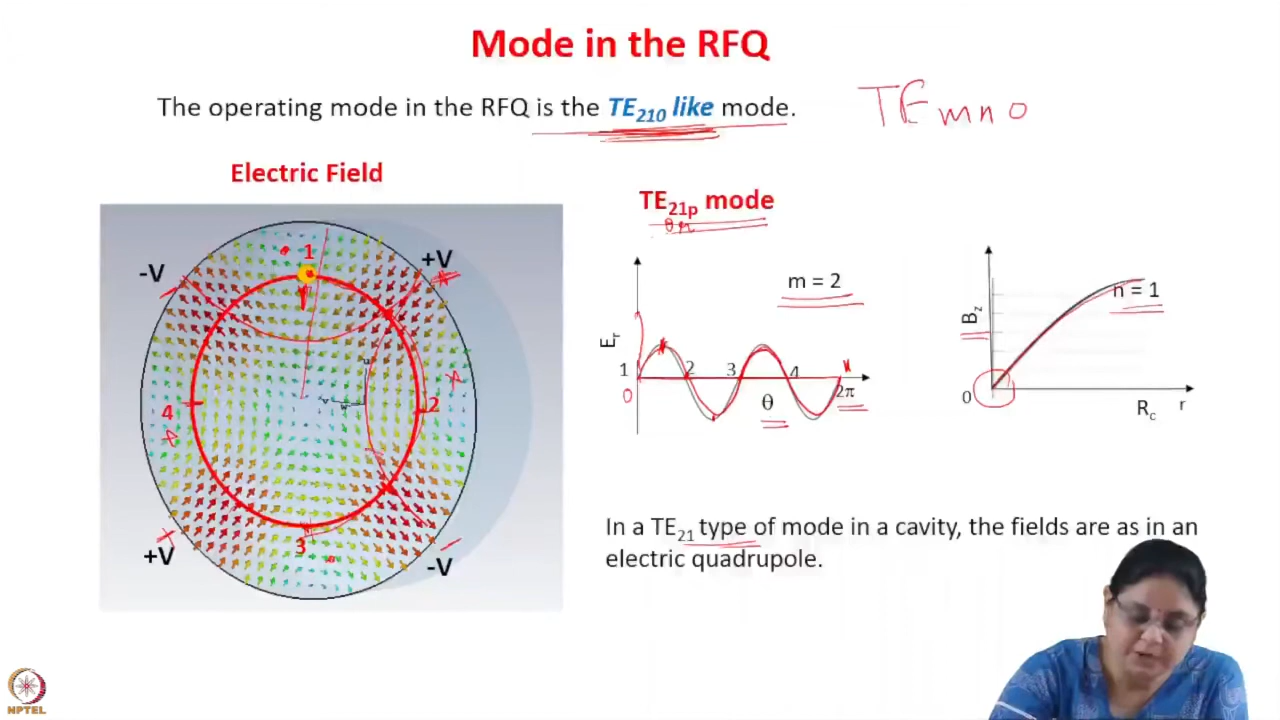 Mode in the RFQ
The operating mode in the RFQ is the TE210 like mode.
TEmno
Electric Field
TE21p mode
θr
-V
1
+V
4
2
+V
3
-V
m = 2
Er
1
2
3
4
0
θ
2π
n = 1
Bz
0
Rc
r
In a TE21 type of mode in a cavity, the fields are as in an
electric quadrupole.
NPTEL